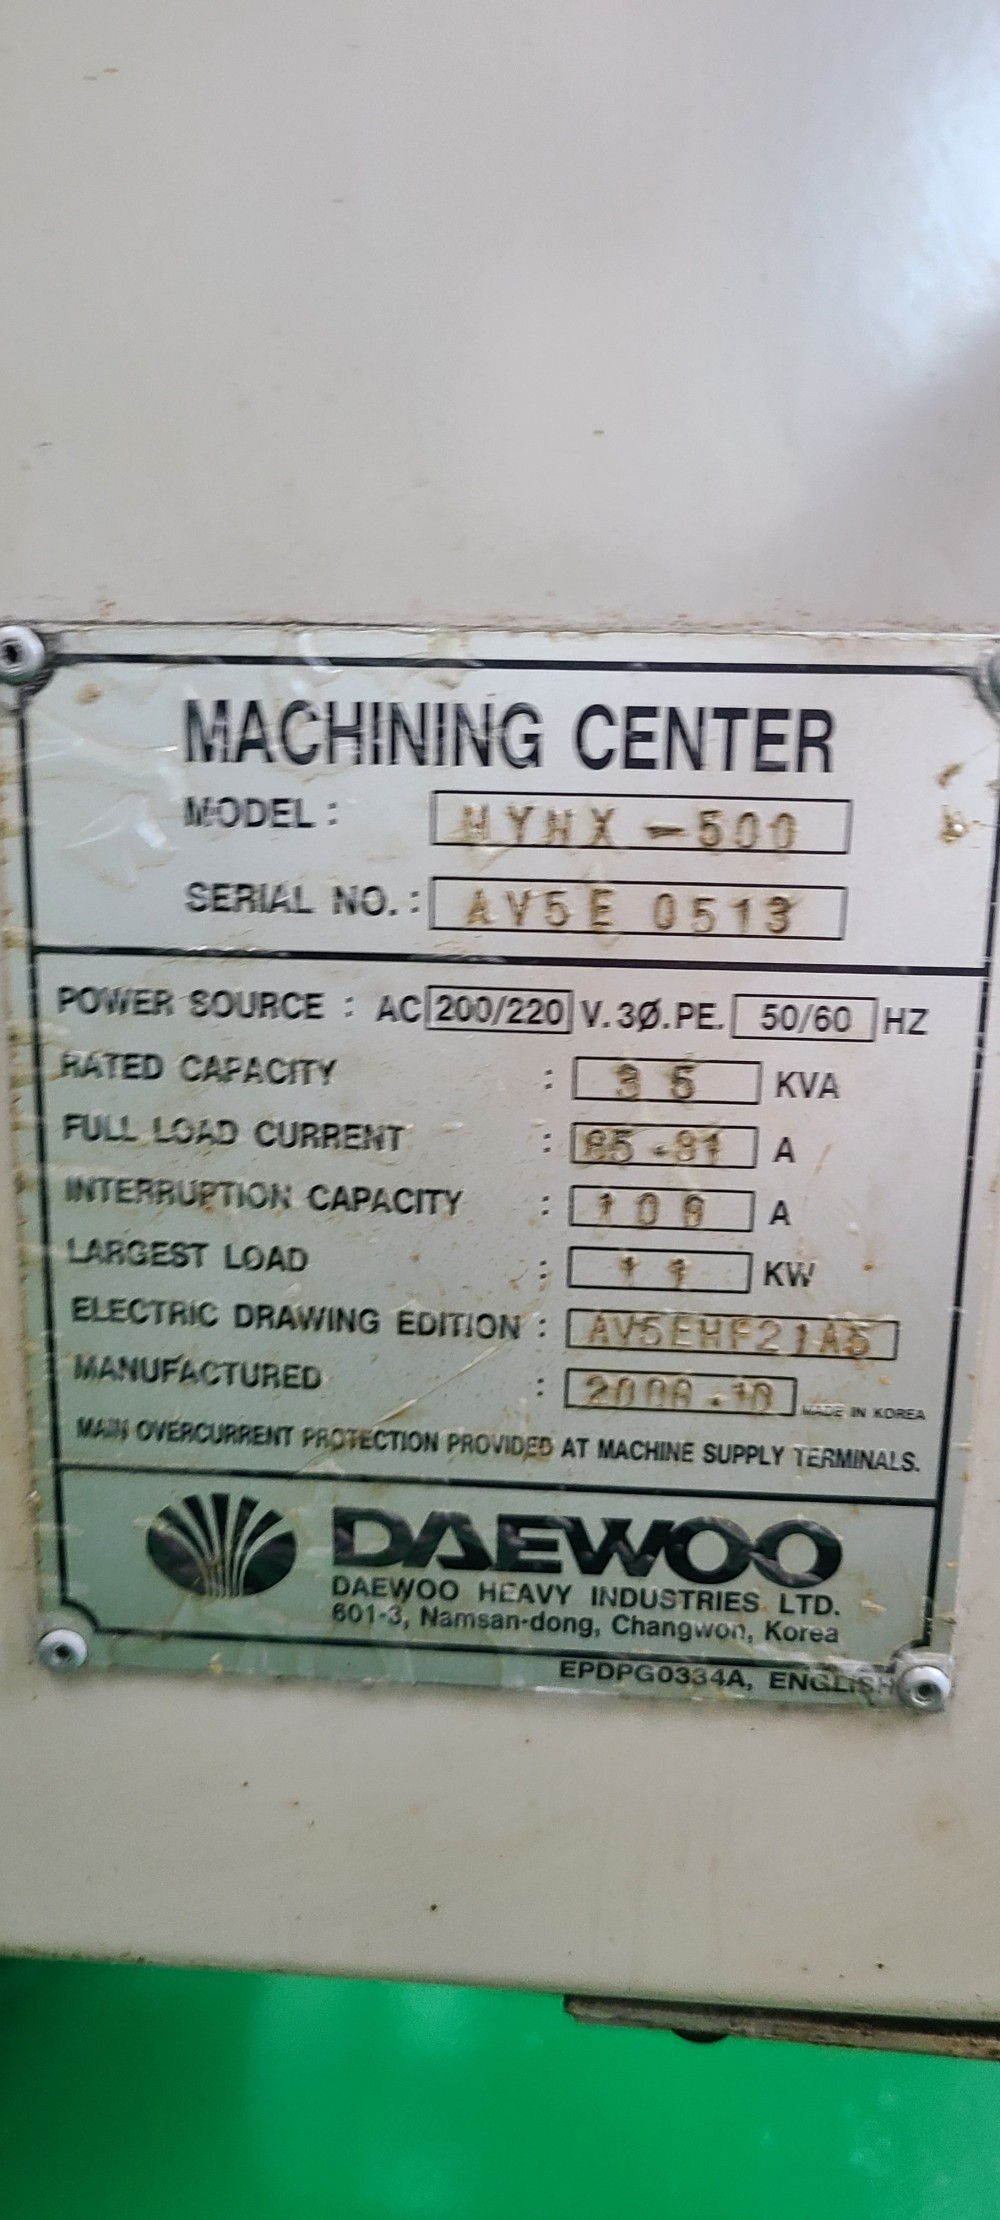 MACHINING CENTER
MODEL : MYNX-500
SERIAL NO. : AV5E 0513
POWER SOURCE : AC 200/220 V.3Ø.PE. 50/60 HZ
RATED CAPACITY : 35 KVA
FULL LOAD CURRENT : A
INTERRUPTION CAPACITY : A
LARGEST LOAD : 11 KW
ELECTRIC DRAWING EDITION : AV5EHF21A5
MANUFACTURED : MADE IN KOREA
MAIN OVERCURRENT PROTECTION PROVIDED AT MACHINE SUPPLY TERMINALS.
DAEWOO
DAEWOO HEAVY INDUSTRIES LTD.
601-3, Namsan-dong, Changwon, Korea
EPDPG0334A, ENGLISH